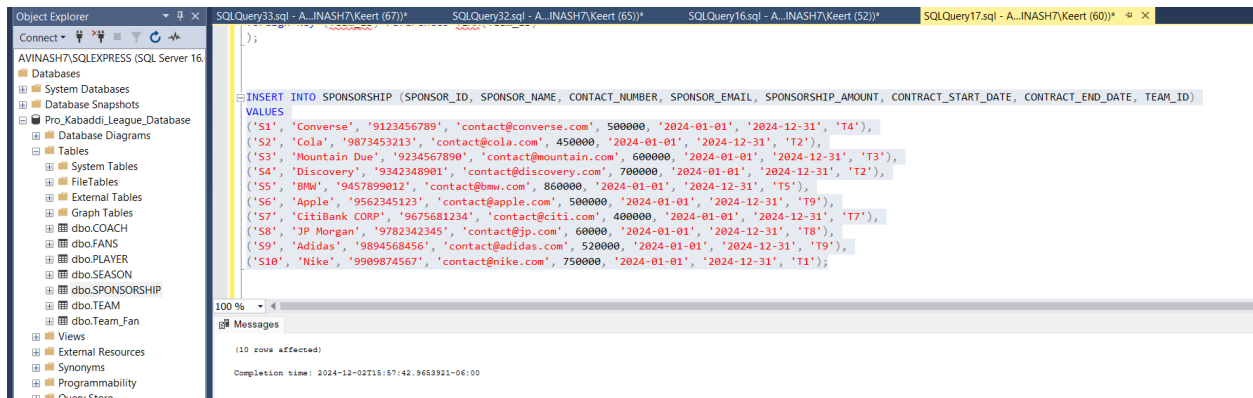 Object Explorer
SQLQuery33.sql - A...INASH7\Keert (67))*
SQLQuery32.sql - A...INASH7\Keert (65))*
SQLQuery16.sql - A...INASH7\Keert (52))*
SQLQuery17.sql - A...INASH7\Keert (60))*
Connect
AVINASH7\SQLEXPRESS (SQL Server 16.
Databases
System Databases
Database Snapshots
Pro_Kabaddi_League_Database
Database Diagrams
Tables
System Tables
FileTables
External Tables
Graph Tables
dbo.COACH
dbo.FANS
dbo.PLAYER
dbo.SEASON
dbo.SPONSORSHIP
dbo.TEAM
dbo.Team_Fan
Views
External Resources
Synonyms
Programmability
Query Store
);
INSERT INTO SPONSORSHIP (SPONSOR_ID, SPONSOR_NAME, CONTACT_NUMBER, SPONSOR_EMAIL, SPONSORSHIP_AMOUNT, CONTRACT_START_DATE, CONTRACT_END_DATE, TEAM_ID)
VALUES
('S1', 'Converse', '9123456789', 'contact@converse.com', 500000, '2024-01-01', '2024-12-31', 'T4'),
('S2', 'Cola', '9873453213', 'contact@cola.com', 450000, '2024-01-01', '2024-12-31', 'T2'),
('S3', 'Mountain Due', '9234567890', 'contact@mountain.com', 600000, '2024-01-01', '2024-12-31', 'T3'),
('S4', 'Discovery', '9342348901', 'contact@discovery.com', 700000, '2024-01-01', '2024-12-31', 'T2'),
('S5', 'BMW', '9457899012', 'contact@bmw.com', 860000, '2024-01-01', '2024-12-31', 'T5'),
('S6', 'Apple', '9562345123', 'contact@apple.com', 500000, '2024-01-01', '2024-12-31', 'T9'),
('S7', 'CitiBank CORP', '9675681234', 'contact@citi.com', 400000, '2024-01-01', '2024-12-31', 'T7'),
('S8', 'JP Morgan', '9782342345', 'contact@jp.com', 60000, '2024-01-01', '2024-12-31', 'T8'),
('S9', 'Adidas', '9894568456', 'contact@adidas.com', 520000, '2024-01-01', '2024-12-31', 'T9'),
('S10', 'Nike', '9909874567', 'contact@nike.com', 750000, '2024-01-01', '2024-12-31', 'T1');
100 %
Messages
(10 rows affected)
Completion time: 2024-12-02T15:57:42.9653921-06:00